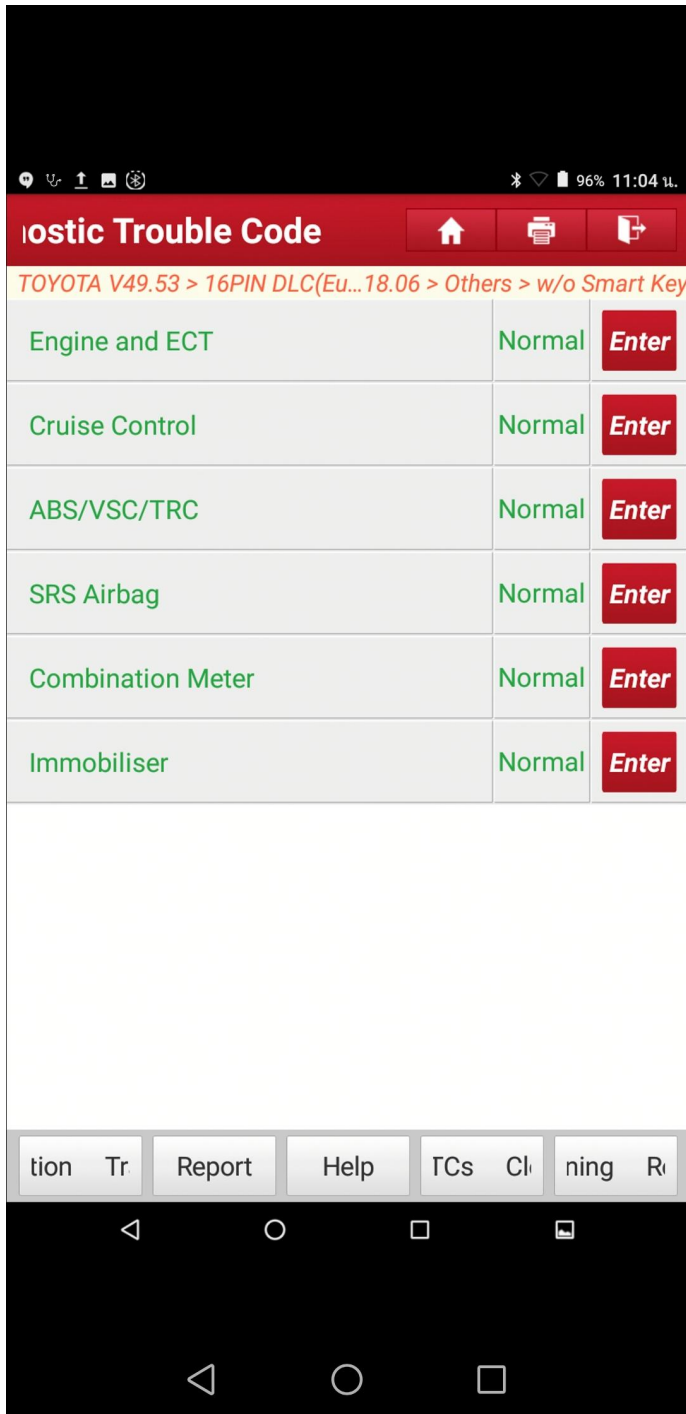 96% 11:04 น.
nostic Trouble Code
TOYOTA V49.53 > 16PIN DLC(Eu...18.06 > Others > w/o Smart Key
Engine and ECT Normal Enter
Cruise Control Normal Enter
ABS/VSC/TRC Normal Enter
SRS Airbag Normal Enter
Combination Meter Normal Enter
Immobiliser Normal Enter
tion Tr Report Help TCs Cl ning R